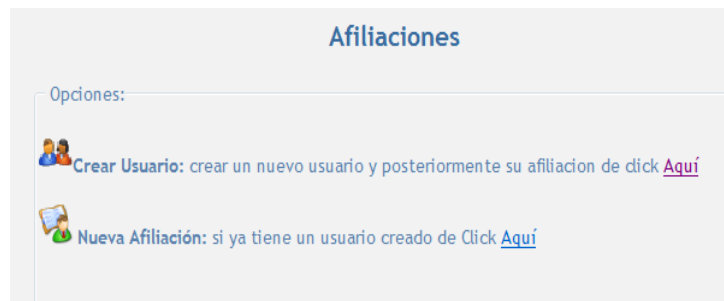 Afiliaciones
Opciones:
Crear Usuario: crear un nuevo usuario y posteriormente su afiliacion de click Aquí
Nueva Afiliación: si ya tiene un usuario creado de Click Aquí